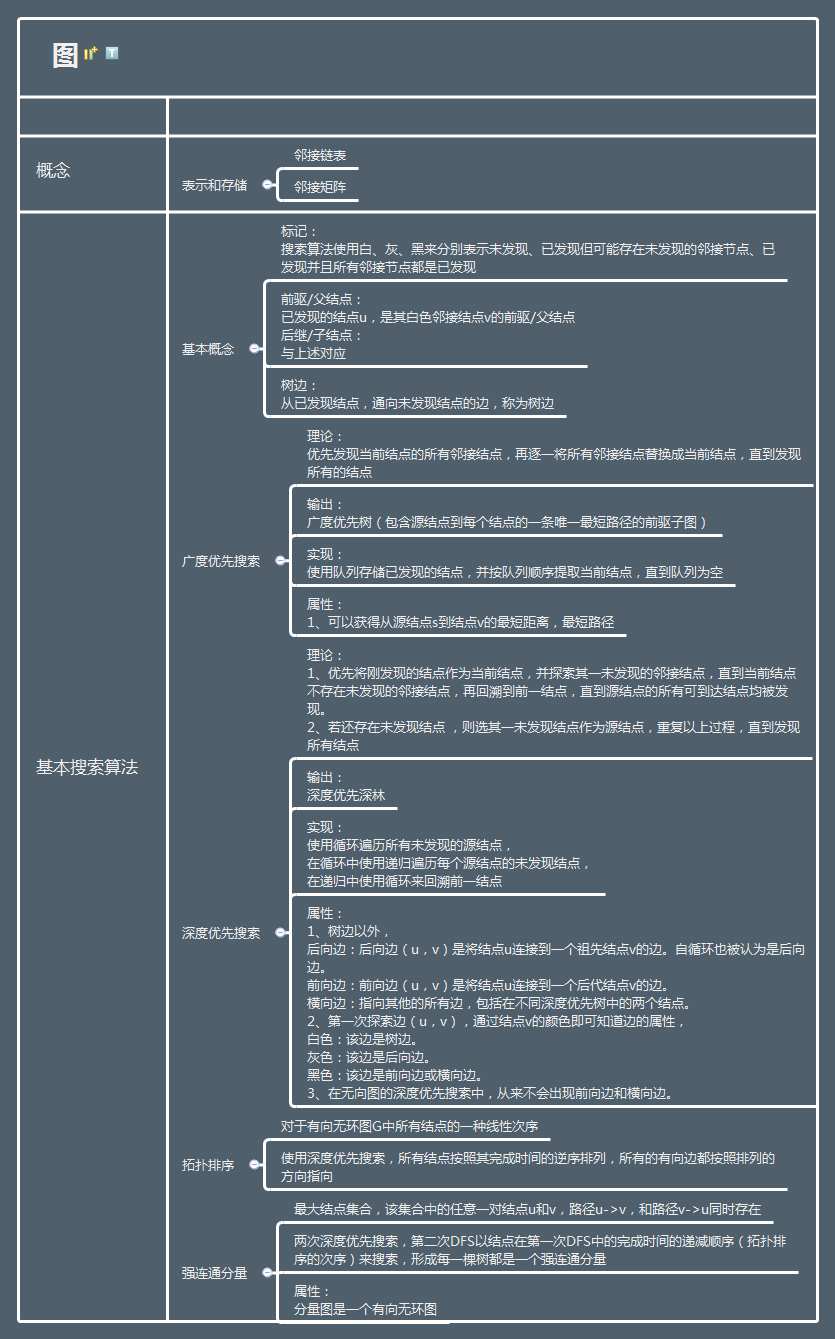 图
概念
表示和存储
邻接链表
邻接矩阵
基本搜索算法
基本概念
标记：
搜索算法使用白、灰、黑来分别表示未发现、已发现但可能存在未发现的邻接节点、已
发现并且所有邻接节点都是已发现
前驱/父结点：
已发现的结点u，是其白色邻接结点v的前驱/父结点
后继/子结点：
与上述对应
树边：
从已发现结点，通向未发现结点的边，称为树边
广度优先搜索
理论：
优先发现当前结点的所有邻接结点，再逐一将所有邻接结点替换成当前结点，直到发现
所有的结点
输出：
广度优先树（包含源结点到每个结点的一条唯一最短路径的前驱子图）
实现：
使用队列存储已发现的结点，并按队列顺序提取当前结点，直到队列为空
属性：
1、可以获得从源结点s到结点v的最短距离，最短路径
深度优先搜索
理论：
1、优先将刚发现的结点作为当前结点，并探索其一未发现的邻接结点，直到当前结点
不存在未发现的邻接结点，再回溯到前一结点，直到源结点的所有可到达结点均被发
现。
2、若还存在未发现结点 ，则选其一未发现结点作为源结点，重复以上过程，直到发现
所有结点
输出：
深度优先深林
实现：
使用循环遍历所有未发现的源结点，
在循环中使用递归遍历每个源结点的未发现结点，
在递归中使用循环来回溯前一结点
属性：
1、树边以外，
后向边：后向边（u，v）是将结点u连接到一个祖先结点v的边。自循环也被认为是后向
边。
前向边：前向边（u，v）是将结点u连接到一个后代结点v的边。
横向边：指向其他的所有边，包括在不同深度优先树中的两个结点。
2、第一次探索边（u，v），通过结点v的颜色即可知道边的属性，
白色：该边是树边。
灰色：该边是后向边。
黑色：该边是前向边或横向边。
3、在无向图的深度优先搜索中，从来不会出现前向边和横向边。
拓扑排序
对于有向无环图G中所有结点的一种线性次序
使用深度优先搜索，所有结点按照其完成时间的逆序排列，所有的有向边都按照排列的
方向指向
强连通分量
最大结点集合，该集合中的任意一对结点u和v，路径u->v，和路径v->u同时存在
两次深度优先搜索，第二次DFS以结点在第一次DFS中的完成时间的递减顺序（拓扑排
序的次序）来搜索，形成每一棵树都是一个强连通分量
属性：
分量图是一个有向无环图